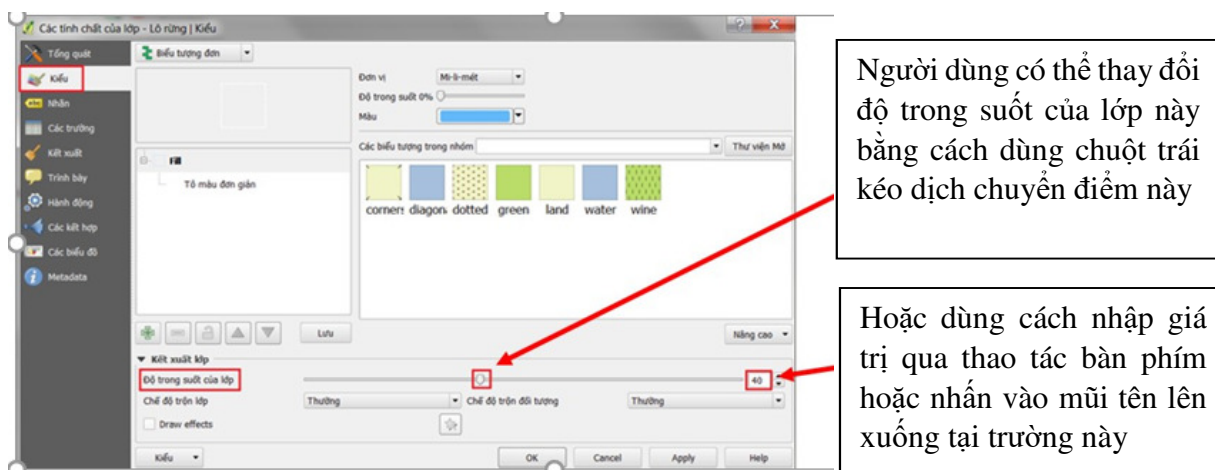 Các tính chất của lớp - Lô rừng | Kiểu
Tổng quát
Kiểu
Nhãn
Các trường
Kết xuất
Trình bày
Hành động
Các kết hợp
Các biểu đồ
Metadata
Biểu tượng đơn
Đơn vị Mi-li-mét
Độ trong suốt 0%
Màu
Các biểu tượng trong nhóm Thư viện Mở
Fill
Tô màu đơn giản
corners diagon dotted green land water wine
Lưu
Nâng cao
Kết xuất lớp
Độ trong suốt của lớp 40
Chế độ trộn lớp Thường Chế độ trộn đối tượng Thường
Draw effects
Kiểu OK Cancel Apply Help
Người dùng có thể thay đổi
độ trong suốt của lớp này
bằng cách dùng chuột trái
kéo dịch chuyển điểm này
Hoặc dùng cách nhập giá
trị qua thao tác bàn phím
hoặc nhấn vào mũi tên lên
xuống tại trường này